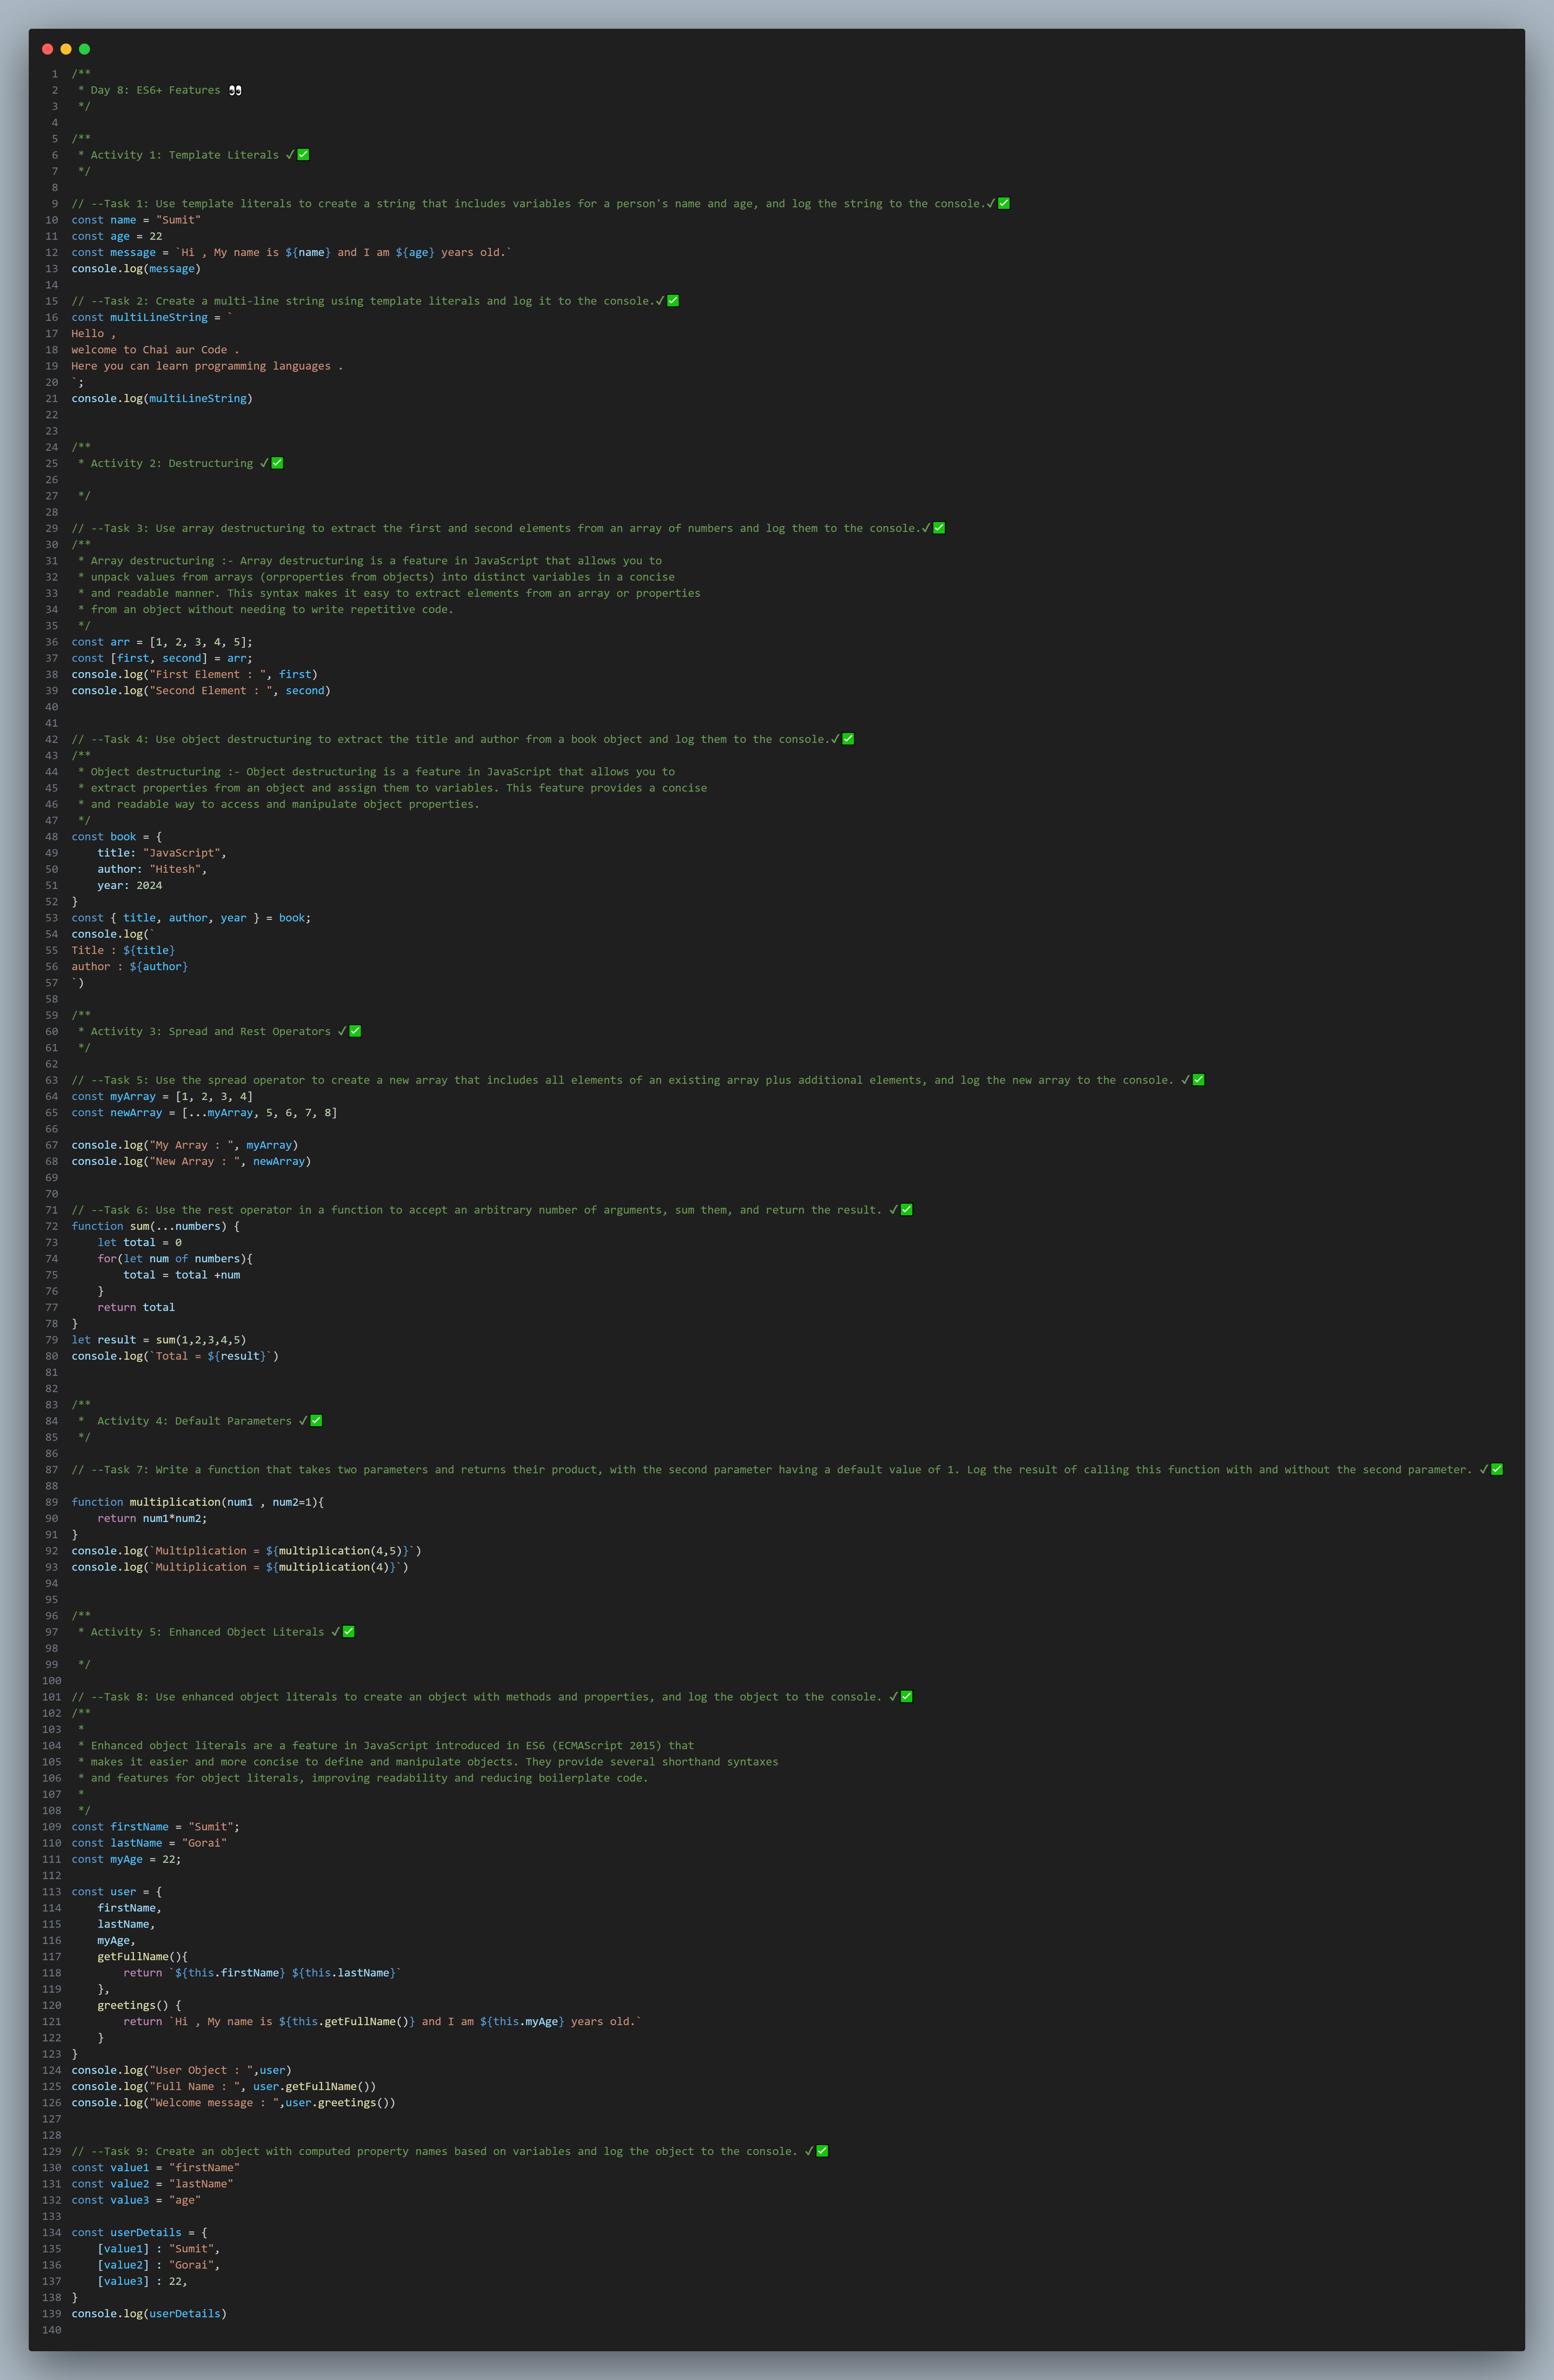 1 /**
2  * Day 8: ES6+ Features 👀
3  */
4
5 /**
6  * Activity 1: Template Literals ✓✅
7  */
8
9 // --Task 1: Use template literals to create a string that includes variables for a person's name and age, and log the string to the console.✓✅
10 const name = "Sumit"
11 const age = 22
12 const message = `Hi , My name is ${name} and I am ${age} years old.`
13 console.log(message)
14
15 // --Task 2: Create a multi-line string using template literals and log it to the console.✓✅
16 const multiLineString = `
17 Hello ,
18 welcome to Chai aur Code .
19 Here you can learn programming languages .
20 `;
21 console.log(multiLineString)
22
23
24 /**
25  * Activity 2: Destructuring ✓✅
26
27  */
28
29 // --Task 3: Use array destructuring to extract the first and second elements from an array of numbers and log them to the console.✓✅
30 /**
31  * Array destructuring :- Array destructuring is a feature in JavaScript that allows you to
32  * unpack values from arrays (orproperties from objects) into distinct variables in a concise
33  * and readable manner. This syntax makes it easy to extract elements from an array or properties
34  * from an object without needing to write repetitive code.
35  */
36 const arr = [1, 2, 3, 4, 5];
37 const [first, second] = arr;
38 console.log("First Element : ", first)
39 console.log("Second Element : ", second)
40
41
42 // --Task 4: Use object destructuring to extract the title and author from a book object and log them to the console.✓✅
43 /**
44  * Object destructuring :- Object destructuring is a feature in JavaScript that allows you to
45  * extract properties from an object and assign them to variables. This feature provides a concise
46  * and readable way to access and manipulate object properties.
47  */
48 const book = {
49     title: "JavaScript",
50     author: "Hitesh",
51     year: 2024
52 }
53 const { title, author, year } = book;
54 console.log(`
55 Title : ${title}
56 author : ${author}
57 `)
58
59 /**
60  * Activity 3: Spread and Rest Operators ✓✅
61  */
62
63 // --Task 5: Use the spread operator to create a new array that includes all elements of an existing array plus additional elements, and log the new array to the console. ✓✅
64 const myArray = [1, 2, 3, 4]
65 const newArray = [...myArray, 5, 6, 7, 8]
66
67 console.log("My Array : ", myArray)
68 console.log("New Array : ", newArray)
69
70
71 // --Task 6: Use the rest operator in a function to accept an arbitrary number of arguments, sum them, and return the result. ✓✅
72 function sum(...numbers) {
73     let total = 0
74     for(let num of numbers){
75         total = total +num
76     }
77     return total
78 }
79 let result = sum(1,2,3,4,5)
80 console.log(`Total = ${result}`)
81
82
83 /**
84  *  Activity 4: Default Parameters ✓✅
85  */
86
87 // --Task 7: Write a function that takes two parameters and returns their product, with the second parameter having a default value of 1. Log the result of calling this function with and without the second parameter. ✓✅
88
89 function multiplication(num1 , num2=1){
90     return num1*num2;
91 }
92 console.log(`Multiplication = ${multiplication(4,5)}`)
93 console.log(`Multiplication = ${multiplication(4)}`)
94
95
96 /**
97  * Activity 5: Enhanced Object Literals ✓✅
98
99  */
100
101 // --Task 8: Use enhanced object literals to create an object with methods and properties, and log the object to the console. ✓✅
102 /**
103  *
104  * Enhanced object literals are a feature in JavaScript introduced in ES6 (ECMAScript 2015) that
105  * makes it easier and more concise to define and manipulate objects. They provide several shorthand syntaxes
106  * and features for object literals, improving readability and reducing boilerplate code.
107  *
108  */
109 const firstName = "Sumit";
110 const lastName = "Gorai"
111 const myAge = 22;
112
113 const user = {
114     firstName,
115     lastName,
116     myAge,
117     getFullName(){
118         return `${this.firstName} ${this.lastName}`
119     },
120     greetings() {
121         return `Hi , My name is ${this.getFullName()} and I am ${this.myAge} years old.`
122     }
123 }
124 console.log("User Object : ",user)
125 console.log("Full Name : ", user.getFullName())
126 console.log("Welcome message : ",user.greetings())
127
128
129 // --Task 9: Create an object with computed property names based on variables and log the object to the console. ✓✅
130 const value1 = "firstName"
131 const value2 = "lastName"
132 const value3 = "age"
133
134 const userDetails = {
135     [value1] : "Sumit",
136     [value2] : "Gorai",
137     [value3] : 22,
138 }
139 console.log(userDetails)
140